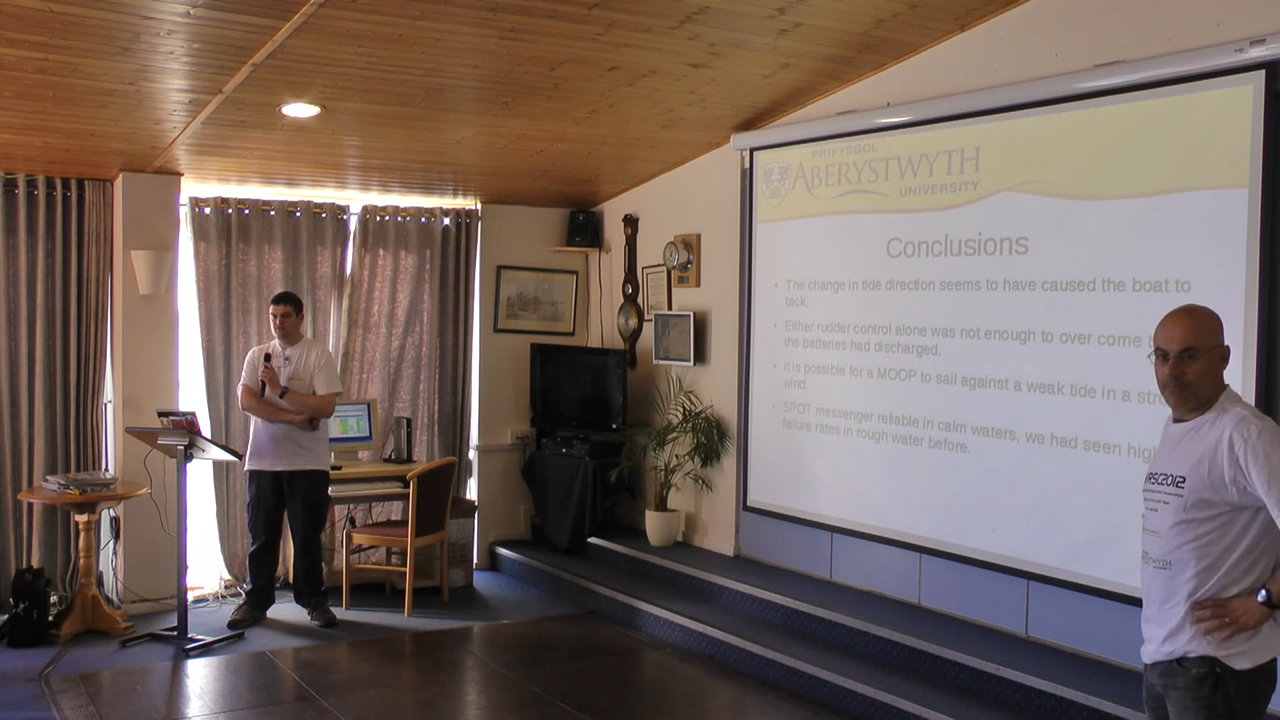 PRIFYSGOL
ABERYSTWYTH
UNIVERSITY
Conclusions
• The change in tide direction seems to have caused the boat to
tack.
• Either rudder control alone was not enough to over come
the batteries had discharged.
• It is possible for a MOOP to sail against a weak tide in a
wind.
• SPOT messenger reliable in calm waters, we had seen
failure rates in rough water before.
RSC2012